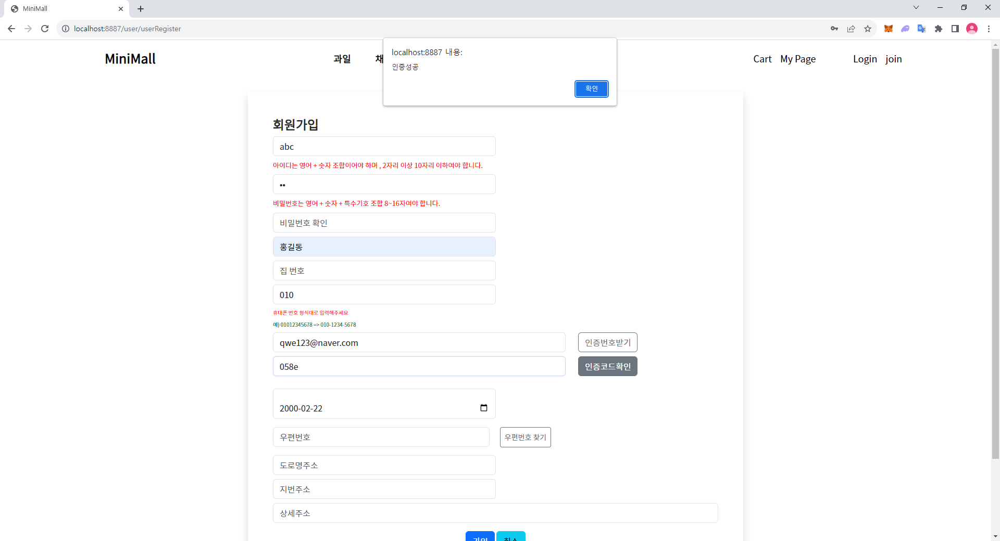 MiniMall
localhost:8887/user/userRegister
MiniMall
과일
채
Cart
My Page
Login
join
localhost:8887 내용:
인증성공
확인
회원가입
abc
아이디는 영어 + 숫자 조합이어야 하며 , 2자리 이상 10자리 이하여야 합니다.
••
비밀번호는 영어 + 숫자 + 특수기호 조합 8~16자여야 합니다.
비밀번호 확인
홍길동
집 번호
010
휴대폰 번호 형식대로 입력해주세요
예) 01012345678 => 010-1234-5678
qwe123@naver.com
인증번호받기
058e
인증코드확인
2000-02-22
우편번호
우편번호 찾기
도로명주소
지번주소
상세주소
가입
취소